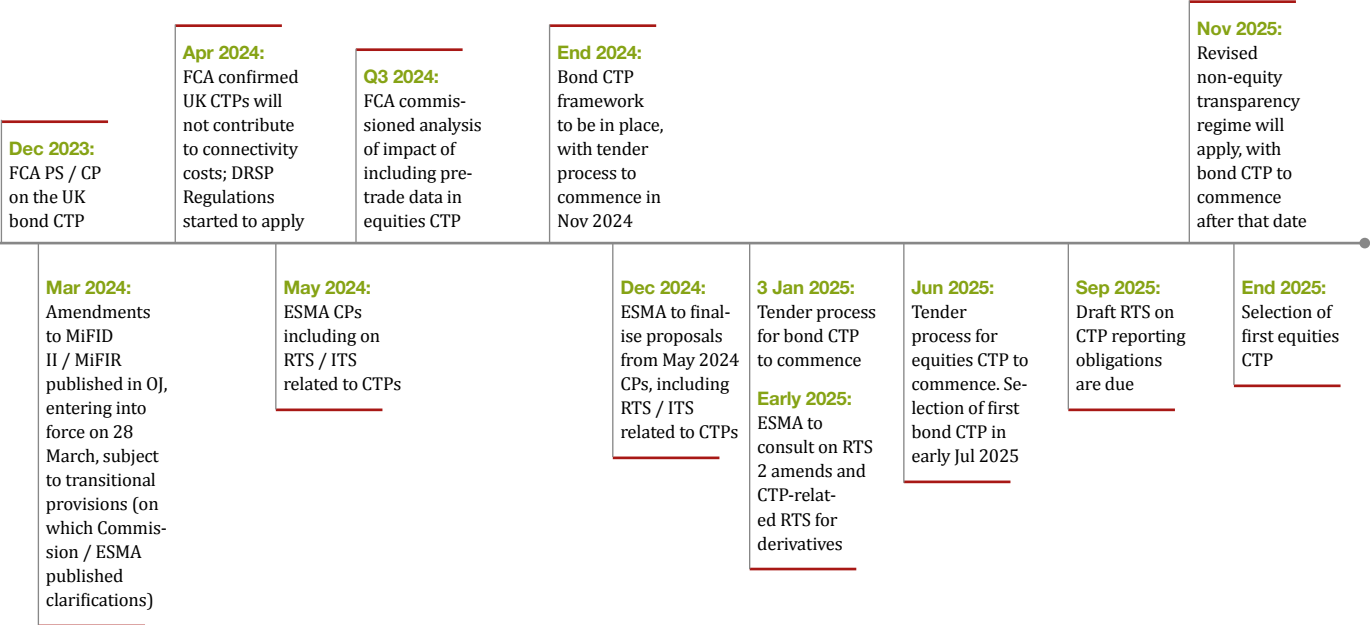 Dec 2023:
FCA PS / CP
on the UK
bond CTP
Apr 2024:
FCA confirmed
UK CTPs will
not contribute
to connectivity
costs; DRSP
Regulations
started to apply
Q3 2024:
FCA commis-
sioned analysis
of impact of
including pre-
trade data in
equities CTP
End 2024:
Bond CTP
framework
to be in place,
with tender
process to
commence in
Nov 2024
Nov 2025:
Revised
non-equity
transparency
regime will
apply, with
bond CTP to
commence
after that date
Mar 2024:
Amendments
to MiFID
II / MiFIR
published in OJ,
entering into
force on 28
March, subject
to transitional
provisions (on
which Commis-
sion / ESMA
published
clarifications)
May 2024:
ESMA CPs
including on
RTS / ITS
related to CTPs
Dec 2024:
ESMA to final-
ise proposals
from May 2024
CPs, including
RTS / ITS
related to CTPs
3 Jan 2025:
Tender process
for bond CTP
to commence
Early 2025:
ESMA to
consult on RTS
2 amends and
CTP-relat-
ed RTS for
derivatives
Jun 2025:
Tender
process for
equities CTP to
commence. Se-
lection of first
bond CTP in
early Jul 2025
Sep 2025:
Draft RTS on
CTP reporting
obligations
are due
End 2025:
Selection of
first equities
CTP